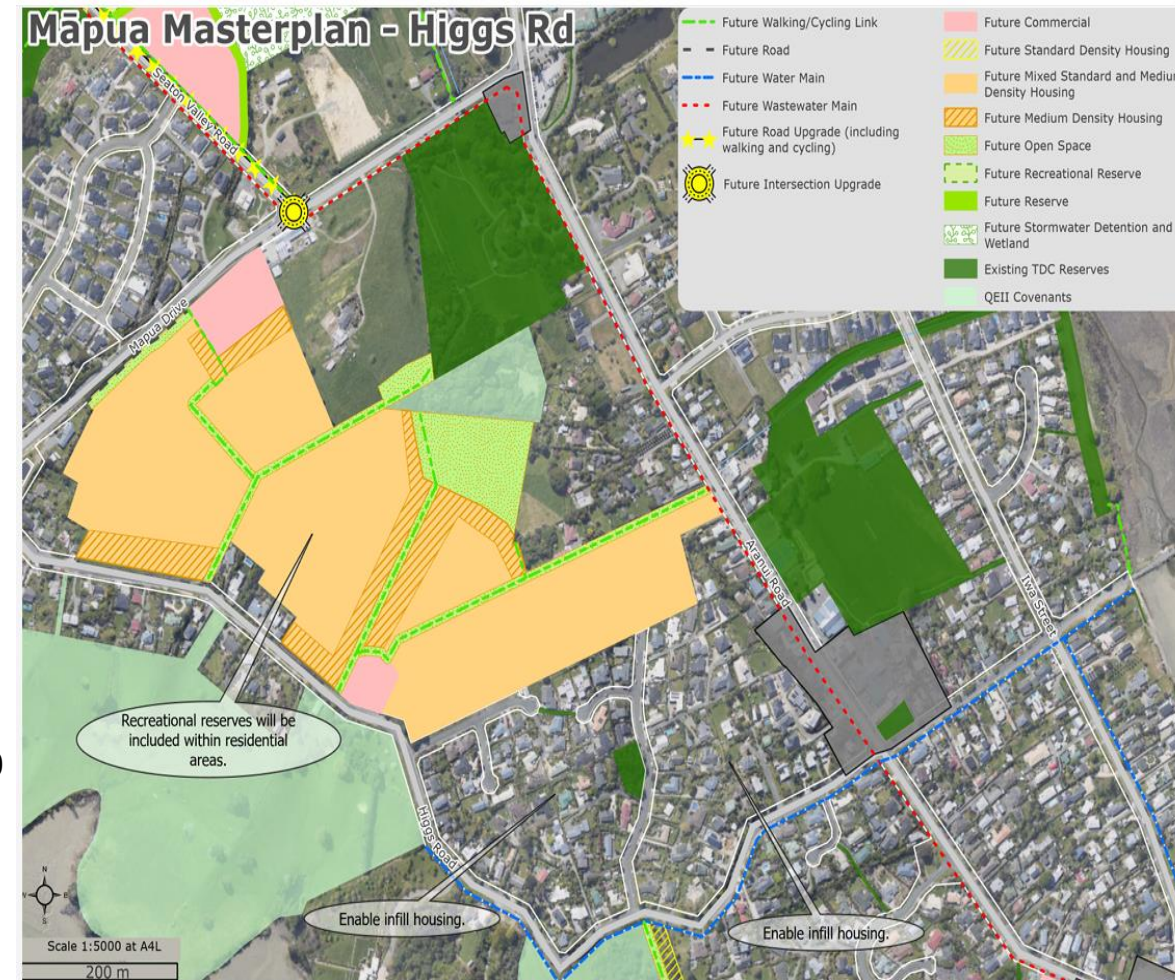 Māpua Masterplan - Higgs Rd
Future Walking/Cycling Link
Future Road
Future Water Main
Future Wastewater Main
Future Road Upgrade (including
walking and cycling)
Future Intersection Upgrade
Future Commercial
Future Standard Density Housing
Future Mixed Standard and Medium
Density Housing
Future Medium Density Housing
Future Open Space
Future Recreational Reserve
Future Reserve
Future Stormwater Detention and
Wetland
Existing TDC Reserves
QEII Covenants
Seaton Valley Road
Mapua Drive
Aranui Road
Iwa Street
Recreational reserves will be
included within residential
areas.
Higgs Road
Enable infill housing.
Enable infill housing.
N
W
E
S
Scale 1:5000 at A4L
200 m